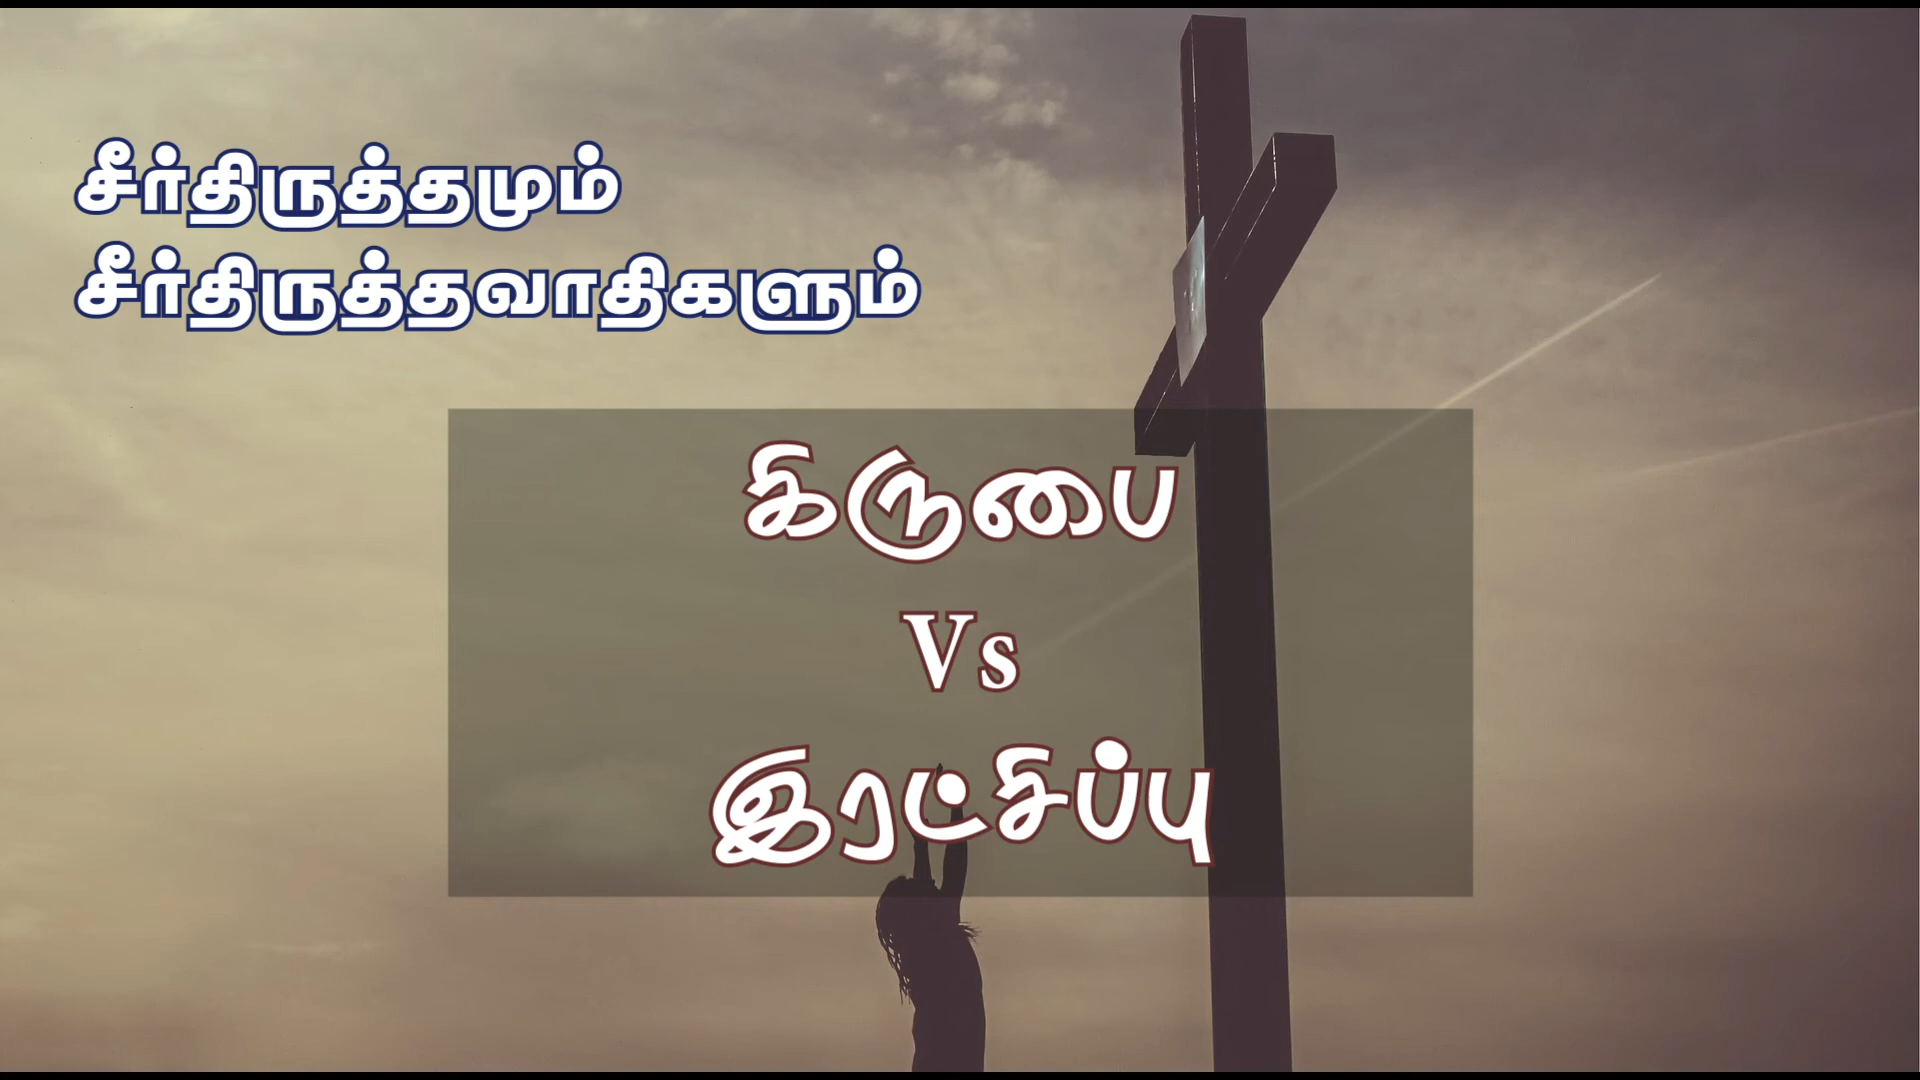 சீர்திருத்தமும்
சீர்திருத்தவாதிகளும்
கிருபை
Vs
இரட்சிப்பு